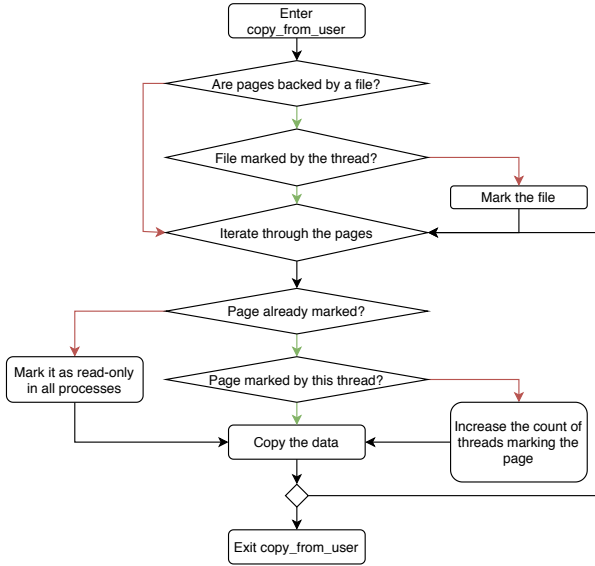 Enter
copy_from_user
Are pages backed by a file?
File marked by the thread?
Mark the file
Iterate through the pages
Page already marked?
Mark it as read-only
in all processes
Page marked by this thread?
Increase the count of
threads marking the
page
Copy the data
Exit copy_from_user